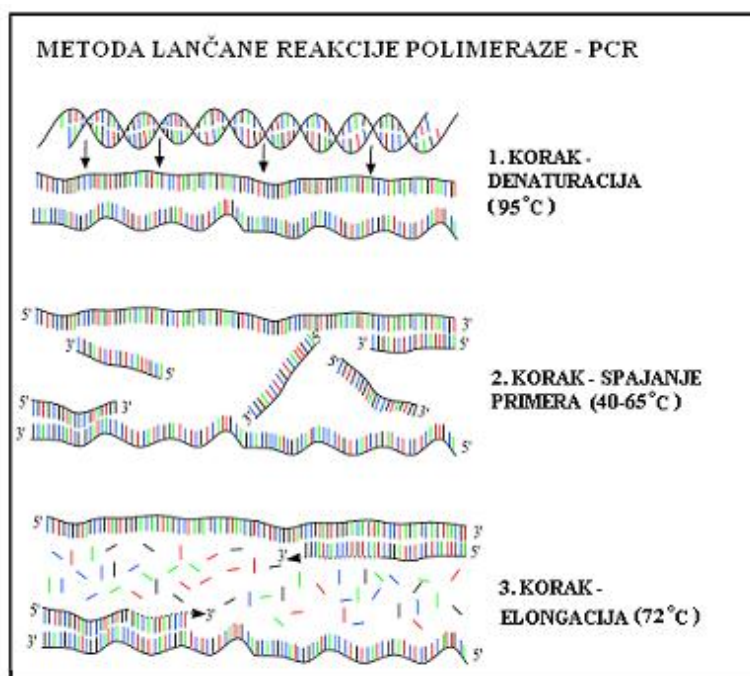 METODA LANČANE REAKCIJE POLIMERAZE - PCR
1. KORAK -
DENATURACIJA
(95°C)
5'
3'
3'
5'
5'
3'
5'
3'
5'
3'
3'
5'
2. KORAK - SPAJANJE
PRIMERA (40-65°C)
5'
3'
3'
5'
5'
3'
3'
5'
3. KORAK -
ELONGACIJA (72°C)